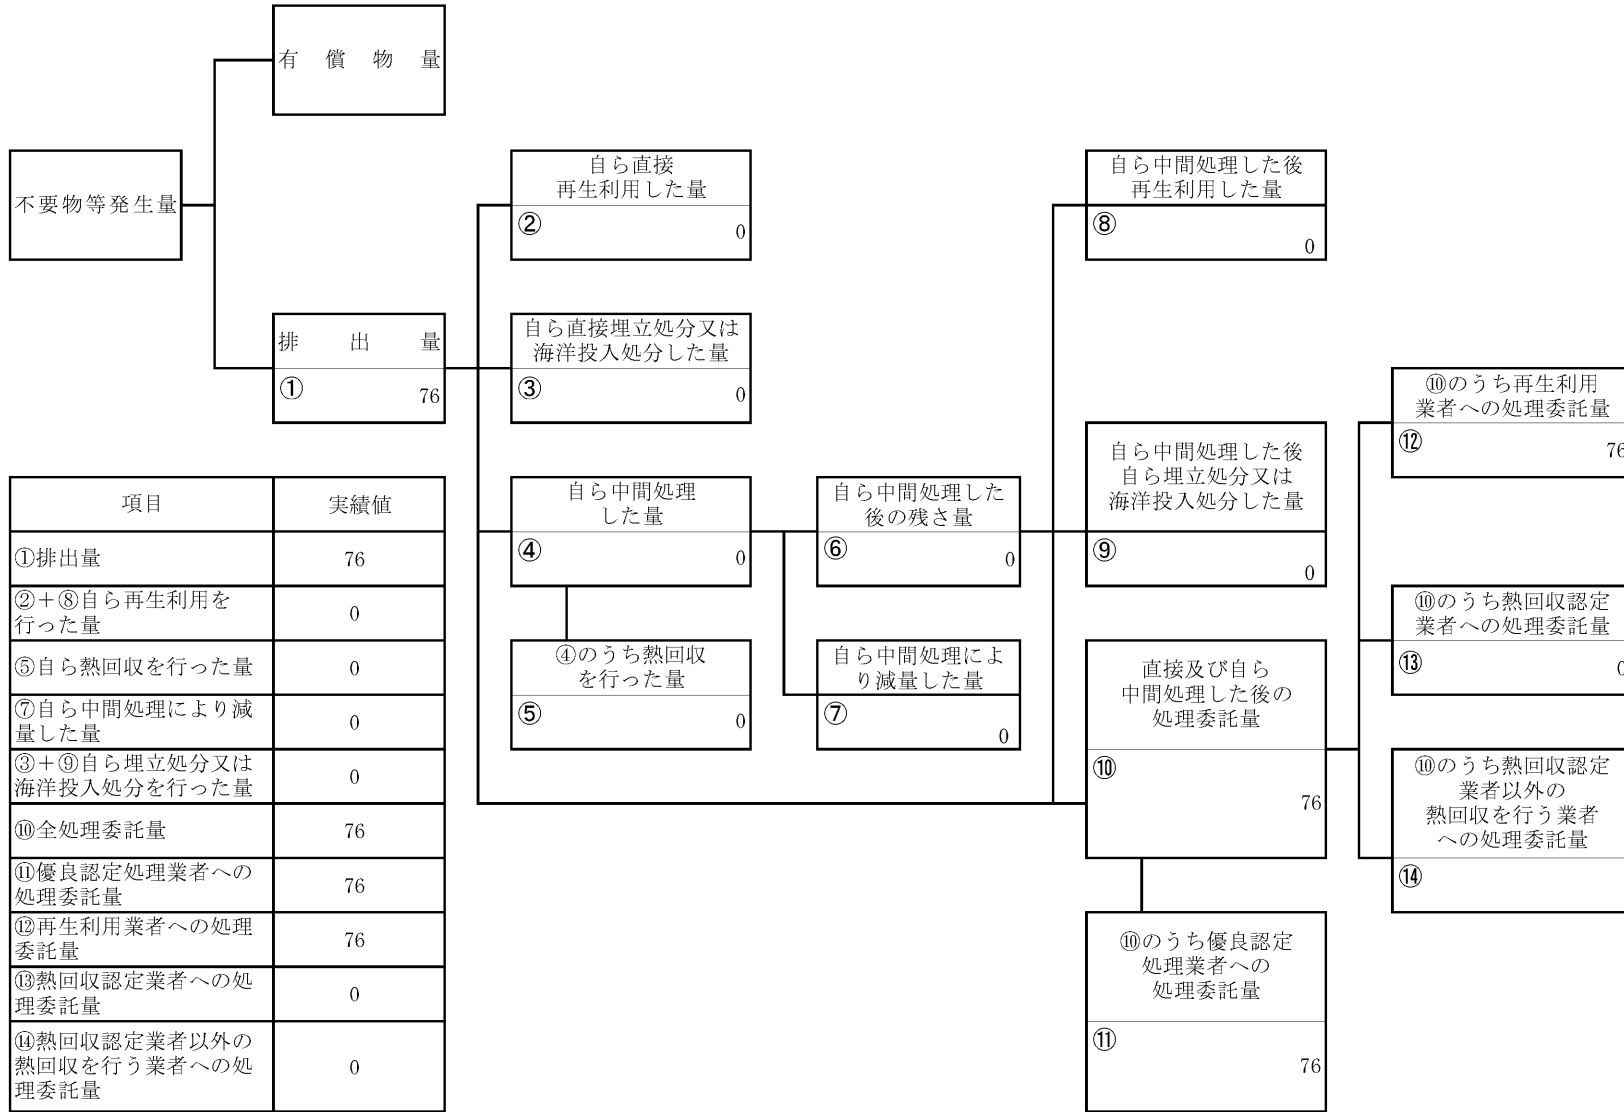 有償物量
不要物等発生量
排出量
①
76
自ら直接
再生利用した量
②
0
自ら直接埋立処分又は
海洋投入処分した量
③
0
自ら中間処理
した量
④
0
④のうち熱回収
を行った量
⑤
0
自ら中間処理した
後の残さ量
⑥
0
自ら中間処理によ
り減量した量
⑦
0
自ら中間処理した後
再生利用した量
⑧
0
自ら中間処理した後
自ら埋立処分又は
海洋投入処分した量
⑨
0
直接及び自ら
中間処理した後の
処理委託量
⑩
76
⑩のうち優良認定
処理業者への
処理委託量
⑪
76
⑩のうち再生利用
業者への処理委託量
⑫
76
⑩のうち熱回収認定
業者への処理委託量
⑬
0
⑩のうち熱回収認定
業者以外の
熱回収を行う業者
への処理委託量
⑭
項目 実績値
①排出量 76
②+⑧自ら再生利用を
行った量 0
⑤自ら熱回収を行った量 0
⑦自ら中間処理により減
量した量 0
③+⑨自ら埋立処分又は
海洋投入処分を行った量 0
⑩全処理委託量 76
⑪優良認定処理業者への
処理委託量 76
⑫再生利用業者への処理
委託量 76
⑬熱回収認定業者への処
理委託量 0
⑭熱回収認定業者以外の
熱回収を行う業者への処
理委託量 0